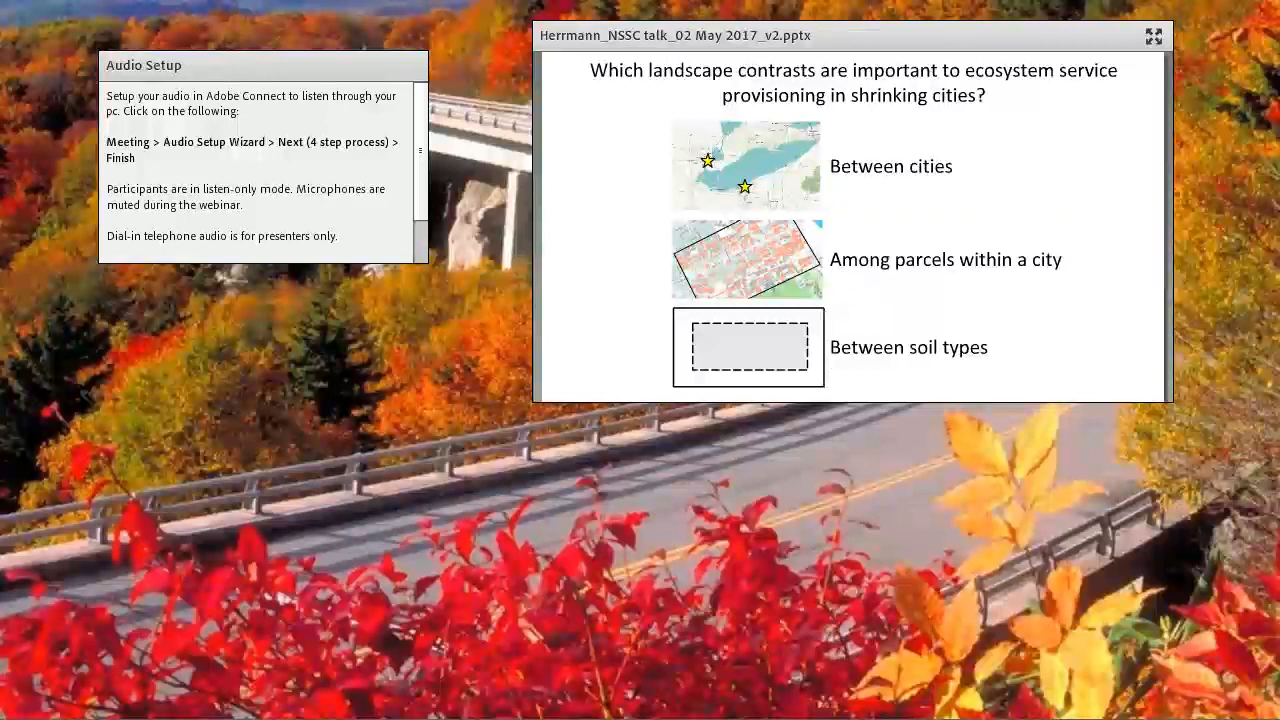 Audio Setup
Setup your audio in Adobe Connect to listen through your
pc. Click on the following:
Meeting > Audio Setup Wizard > Next (4 step process) >
Finish
Participants are in listen-only mode. Microphones are
muted during the webinar.
Dial-in telephone audio is for presenters only.
Herrmann_NSSC talk_02 May 2017_v2.pptx
Which landscape contrasts are important to ecosystem service
provisioning in shrinking cities?
Between cities
Among parcels within a city
Between soil types